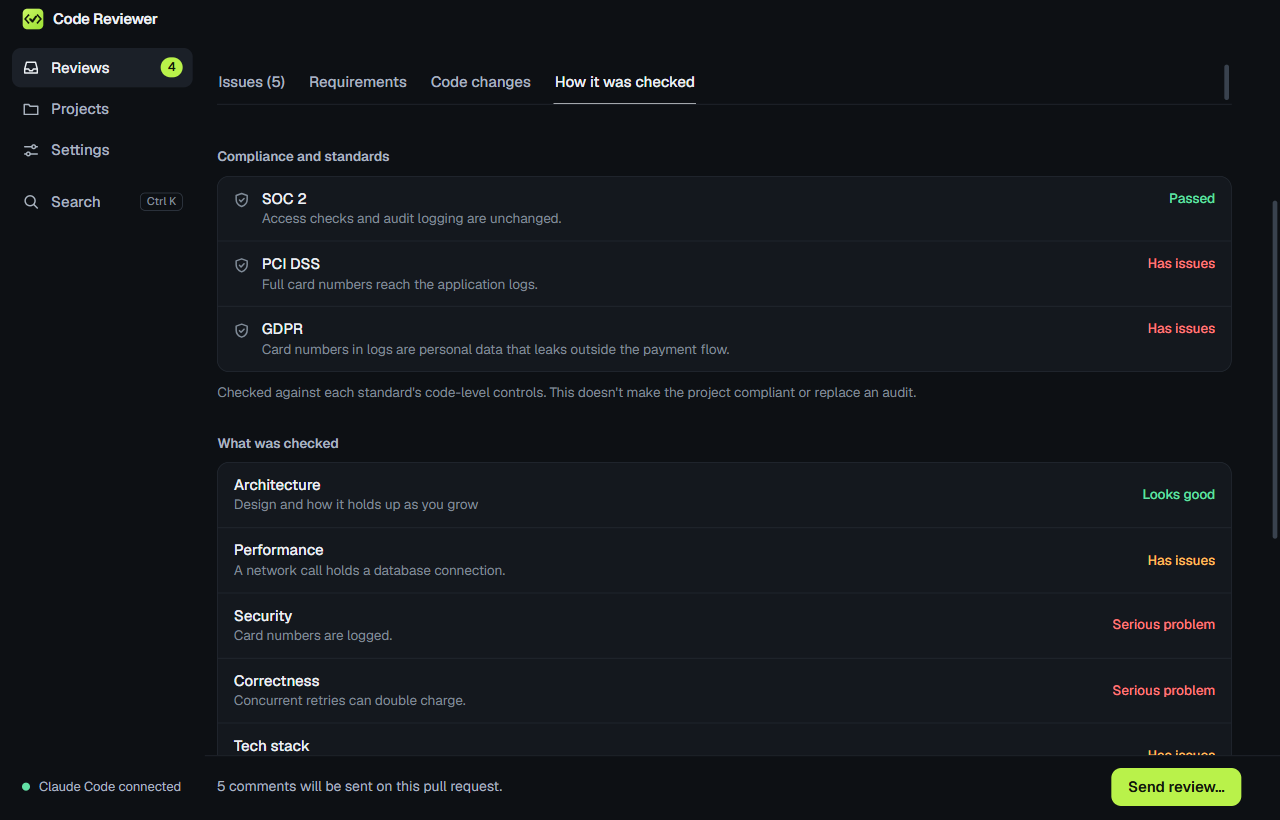 Code Reviewer
Reviews 4
Projects
Settings
Search Ctrl K
Issues (5) Requirements Code changes How it was checked
Compliance and standards
SOC 2 Passed
Access checks and audit logging are unchanged.
PCI DSS Has issues
Full card numbers reach the application logs.
GDPR Has issues
Card numbers in logs are personal data that leaks outside the payment flow.
Checked against each standard's code-level controls. This doesn't make the project compliant or replace an audit.
What was checked
Architecture Looks good
Design and how it holds up as you grow
Performance Has issues
A network call holds a database connection.
Security Serious problem
Card numbers are logged.
Correctness Serious problem
Concurrent retries can double charge.
Tech stack Has issues
Claude Code connected
5 comments will be sent on this pull request.
Send review...